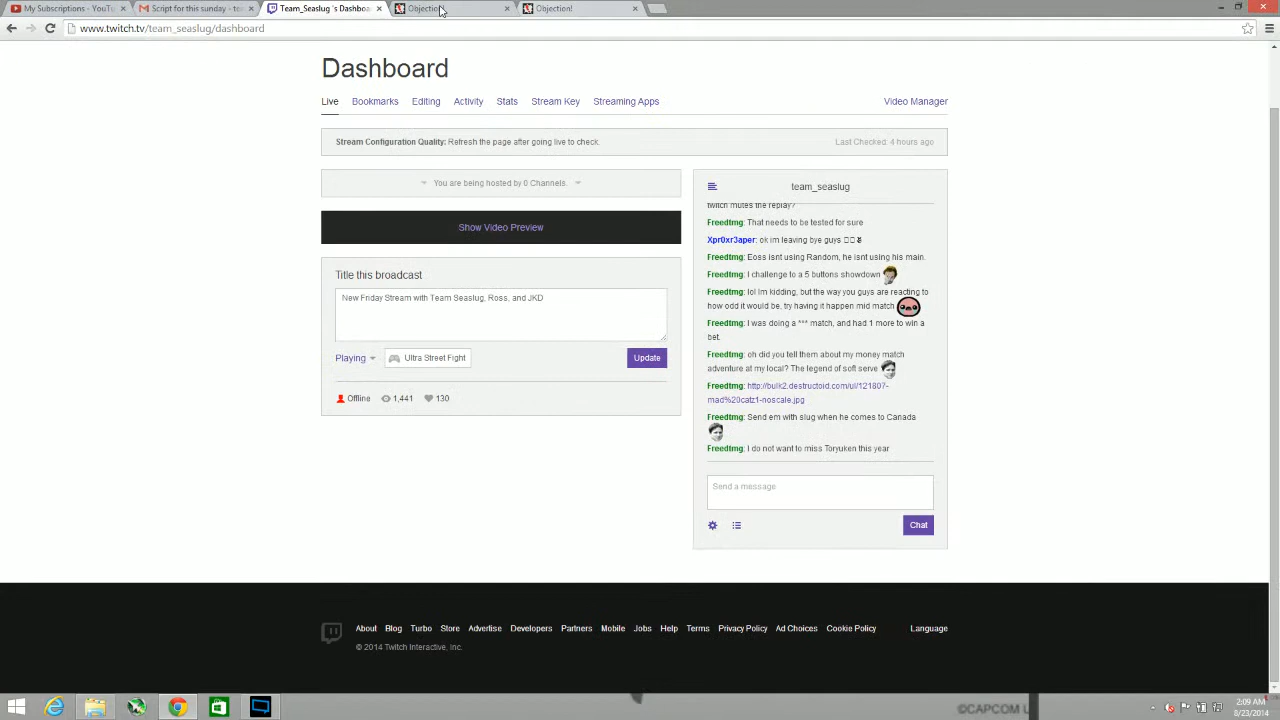 My Subscriptions - YouTu
Script for this sunday - to
Team_Seaslug 's Dashboar
Objection!
Objection!
www.twitch.tv/team_seaslug/dashboard
Dashboard
Live
Bookmarks
Editing
Activity
Stats
Stream Key
Streaming Apps
Video Manager
Stream Configuration Quality: Refresh the page after going live to check.
Last Checked: 4 hours ago
You are being hosted by 0 Channels.
Show Video Preview
Title this broadcast
New Friday Stream with Team Seaslug, Ross, and JKD
Playing
Ultra Street Fight
Update
Offline
1,441
130
team_seaslug
twitch mutes the replay?
Freedtmg: That needs to be tested for sure
Xpr0xr3aper: ok im leaving bye guys
Freedtmg: Eoss isnt using Random, he isnt using his main.
Freedtmg: I challenge to a 5 buttons showdown
Freedtmg: lol Im kidding, but the way you guys are reacting to
how odd it would be, try having it happen mid match
Freedtmg: I was doing a *** match, and had 1 more to win a
bet.
Freedtmg: oh did you tell them about my money match
adventure at my local? The legend of soft serve
Freedtmg: http://bulk2.destructoid.com/ul/121807-
mad%20catz1-noscale.jpg
Freedtmg: Send em with slug when he comes to Canada
Freedtmg: I do not want to miss Toryuken this year
Send a message
Chat
About
Blog
Turbo
Store
Advertise
Developers
Partners
Mobile
Jobs
Help
Terms
Privacy Policy
Ad Choices
Cookie Policy
Language
© 2014 Twitch Interactive, Inc.
2:09 AM
8/23/2014
©CAPCOM U